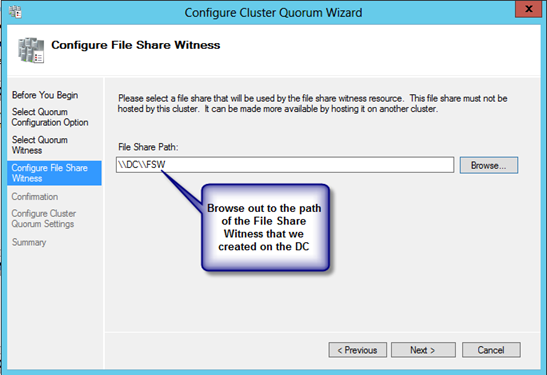 Configure Cluster Quorum Wizard
X
Configure File Share Witness
Before You Begin
Select Quorum
Configuration Option
Select Quorum
Witness
Configure File Share
Witness
Confirmation
Configure Cluster
Quorum Settings
Summary
Please select a file share that will be used by the file share witness resource. This file share must not be
hosted by this cluster. It can be made more available by hosting it on another cluster.
File Share Path:
\\DC\\FSW
Browse...
Browse out to the path
of the File Share
Witness that we
created on the DC
< Previous
Next >
Cancel